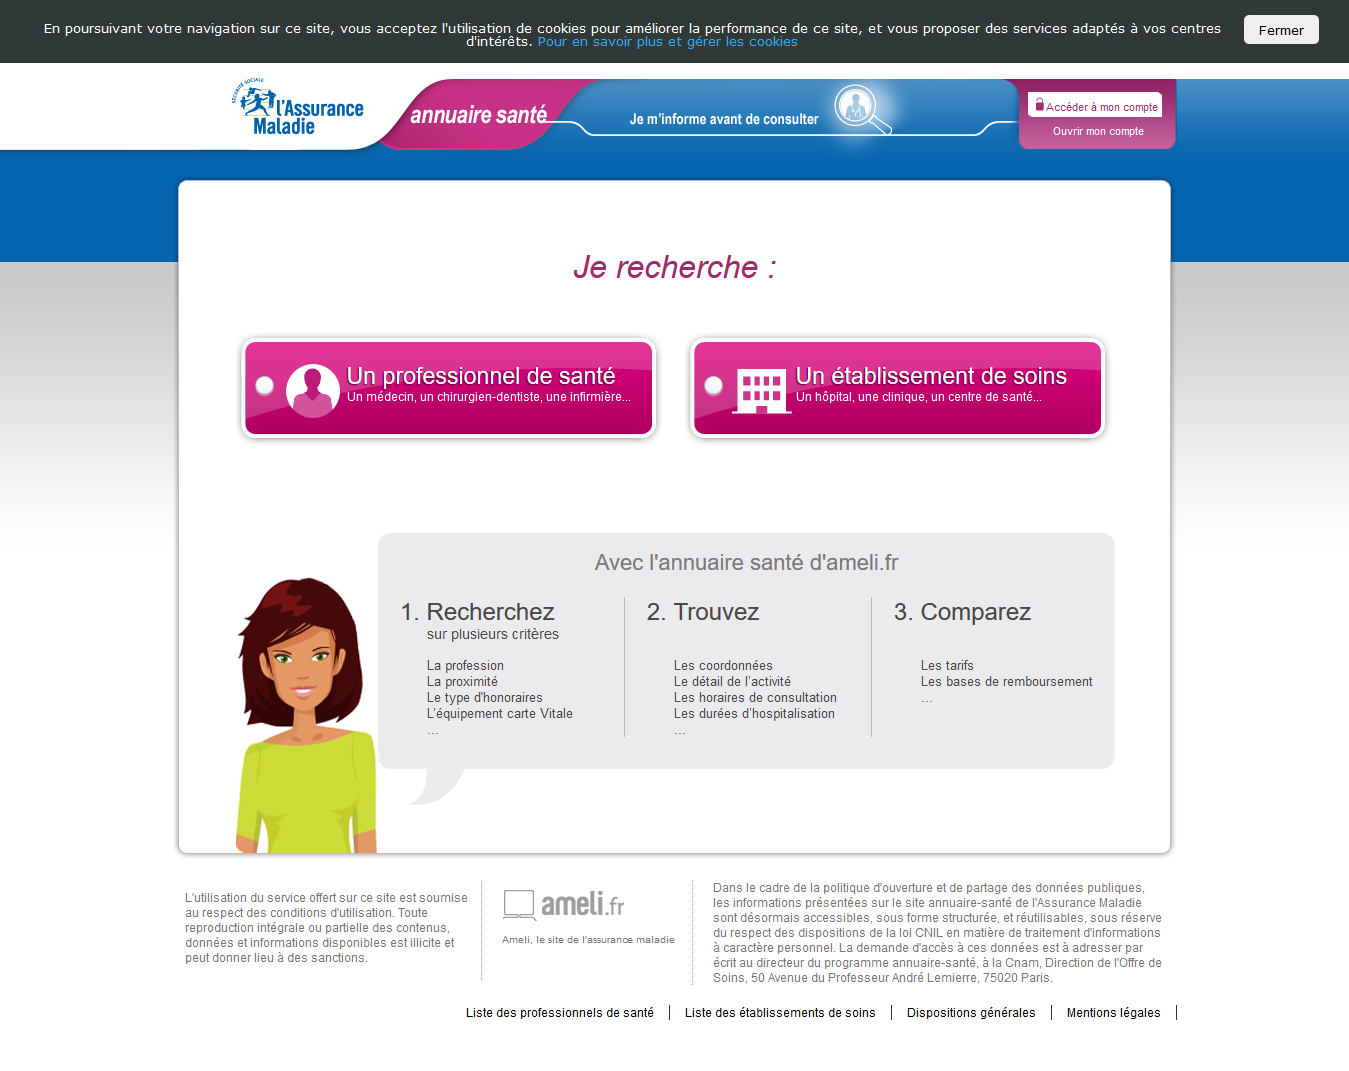 En poursuivant votre navigation sur ce site, vous acceptez l'utilisation de cookies pour améliorer la performance de ce site, et vous proposer des services adaptés à vos centres
d'intérêts. Pour en savoir plus et gérer les cookies
Fermer
SÉCURITÉ SOCIALE
l'Assurance
Maladie
annuaire santé
Je m'informe avant de consulter
Accéder à mon compte
Ouvrir mon compte
Je recherche :
Un professionnel de santé
Un médecin, un chirurgien-dentiste, une infirmière...
Un établissement de soins
Un hôpital, une clinique, un centre de santé...
Avec l'annuaire santé d'ameli.fr
1. Recherchez
sur plusieurs critères
La profession
La proximité
Le type d'honoraires
L'équipement carte Vitale
...
2. Trouvez
Les coordonnées
Le détail de l'activité
Les horaires de consultation
Les durées d'hospitalisation
...
3. Comparez
Les tarifs
Les bases de remboursement
...
L'utilisation du service offert sur ce site est soumise
au respect des conditions d'utilisation. Toute
reproduction intégrale ou partielle des contenus,
données et informations disponibles est illicite et
peut donner lieu à des sanctions.
ameli.fr
Ameli, le site de l'assurance maladie
Dans le cadre de la politique d'ouverture et de partage des données publiques,
les informations présentées sur le site annuaire-santé de l'Assurance Maladie
sont désormais accessibles, sous forme structurée, et réutilisables, sous réserve
du respect des dispositions de la loi CNIL en matière de traitement d'informations
à caractère personnel. La demande d'accès à ces données est à adresser par
écrit au directeur du programme annuaire-santé, à la Cnam, Direction de l'Offre de
Soins, 50 Avenue du Professeur André Lemierre, 75020 Paris.
Liste des professionnels de santé
Liste des établissements de soins
Dispositions générales
Mentions légales